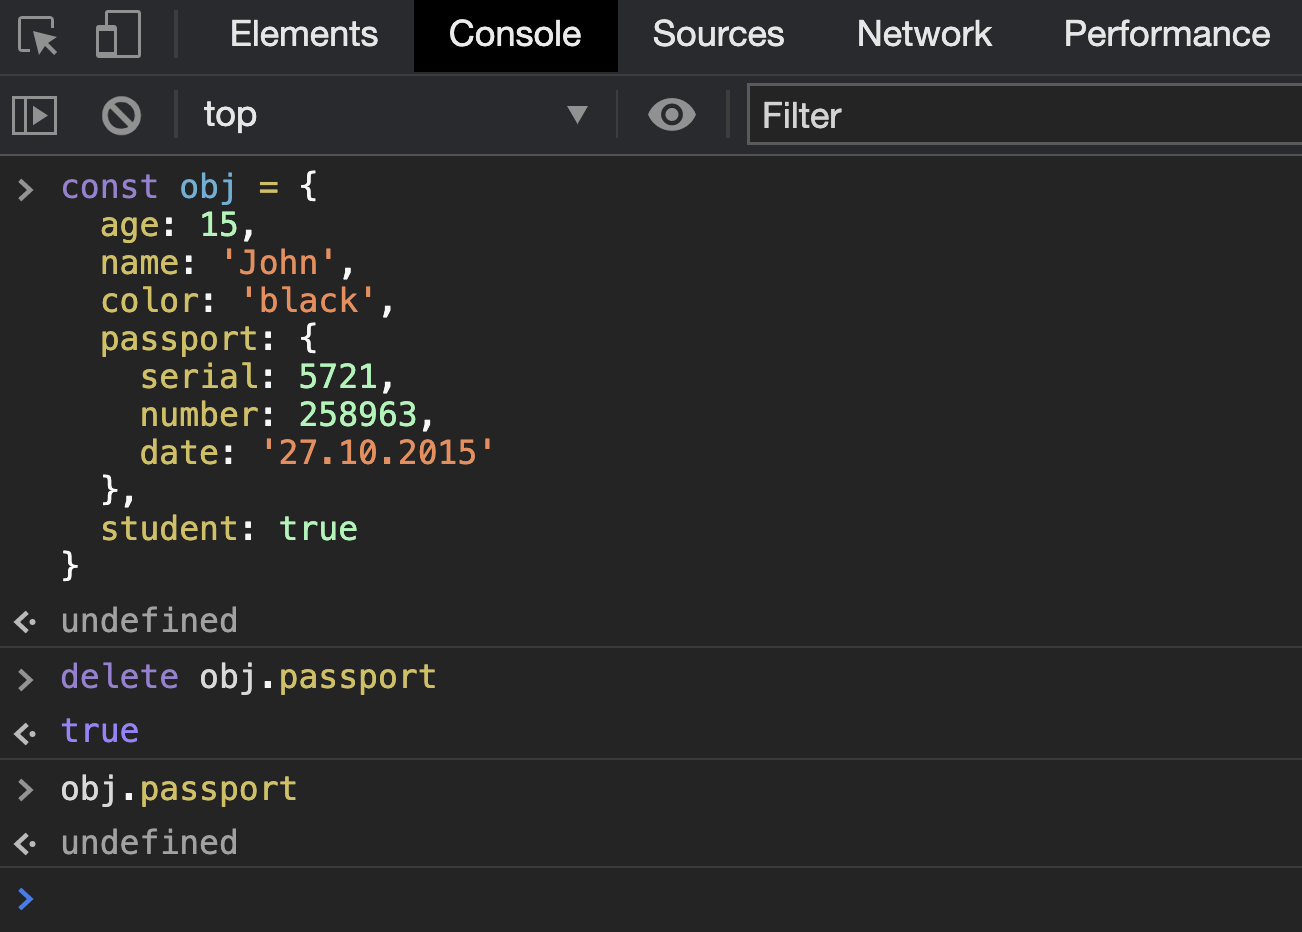 Elements Console Sources Network Performance
top Filter
const obj = {
  age: 15,
  name: 'John',
  color: 'black',
  passport: {
    serial: 5721,
    number: 258963,
    date: '27.10.2015'
  },
  student: true
}
undefined
delete obj.passport
true
obj.passport
undefined